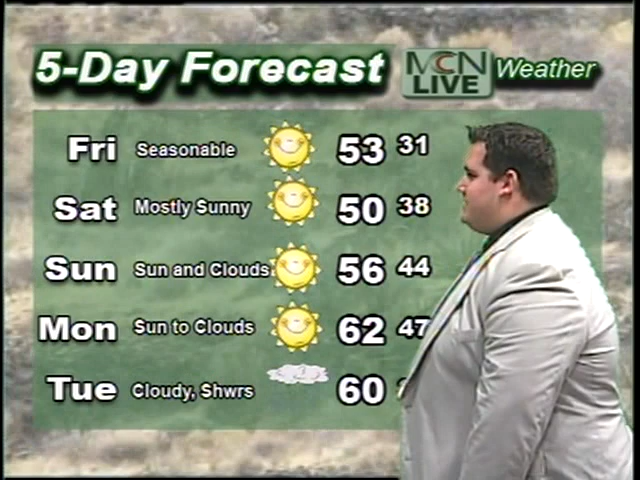 5-Day Forecast
MCN LIVE Weather
Fri Seasonable 53 31
Sat Mostly Sunny 50 38
Sun Sun and Clouds 56 44
Mon Sun to Clouds 62 47
Tue Cloudy, Shwrs 60